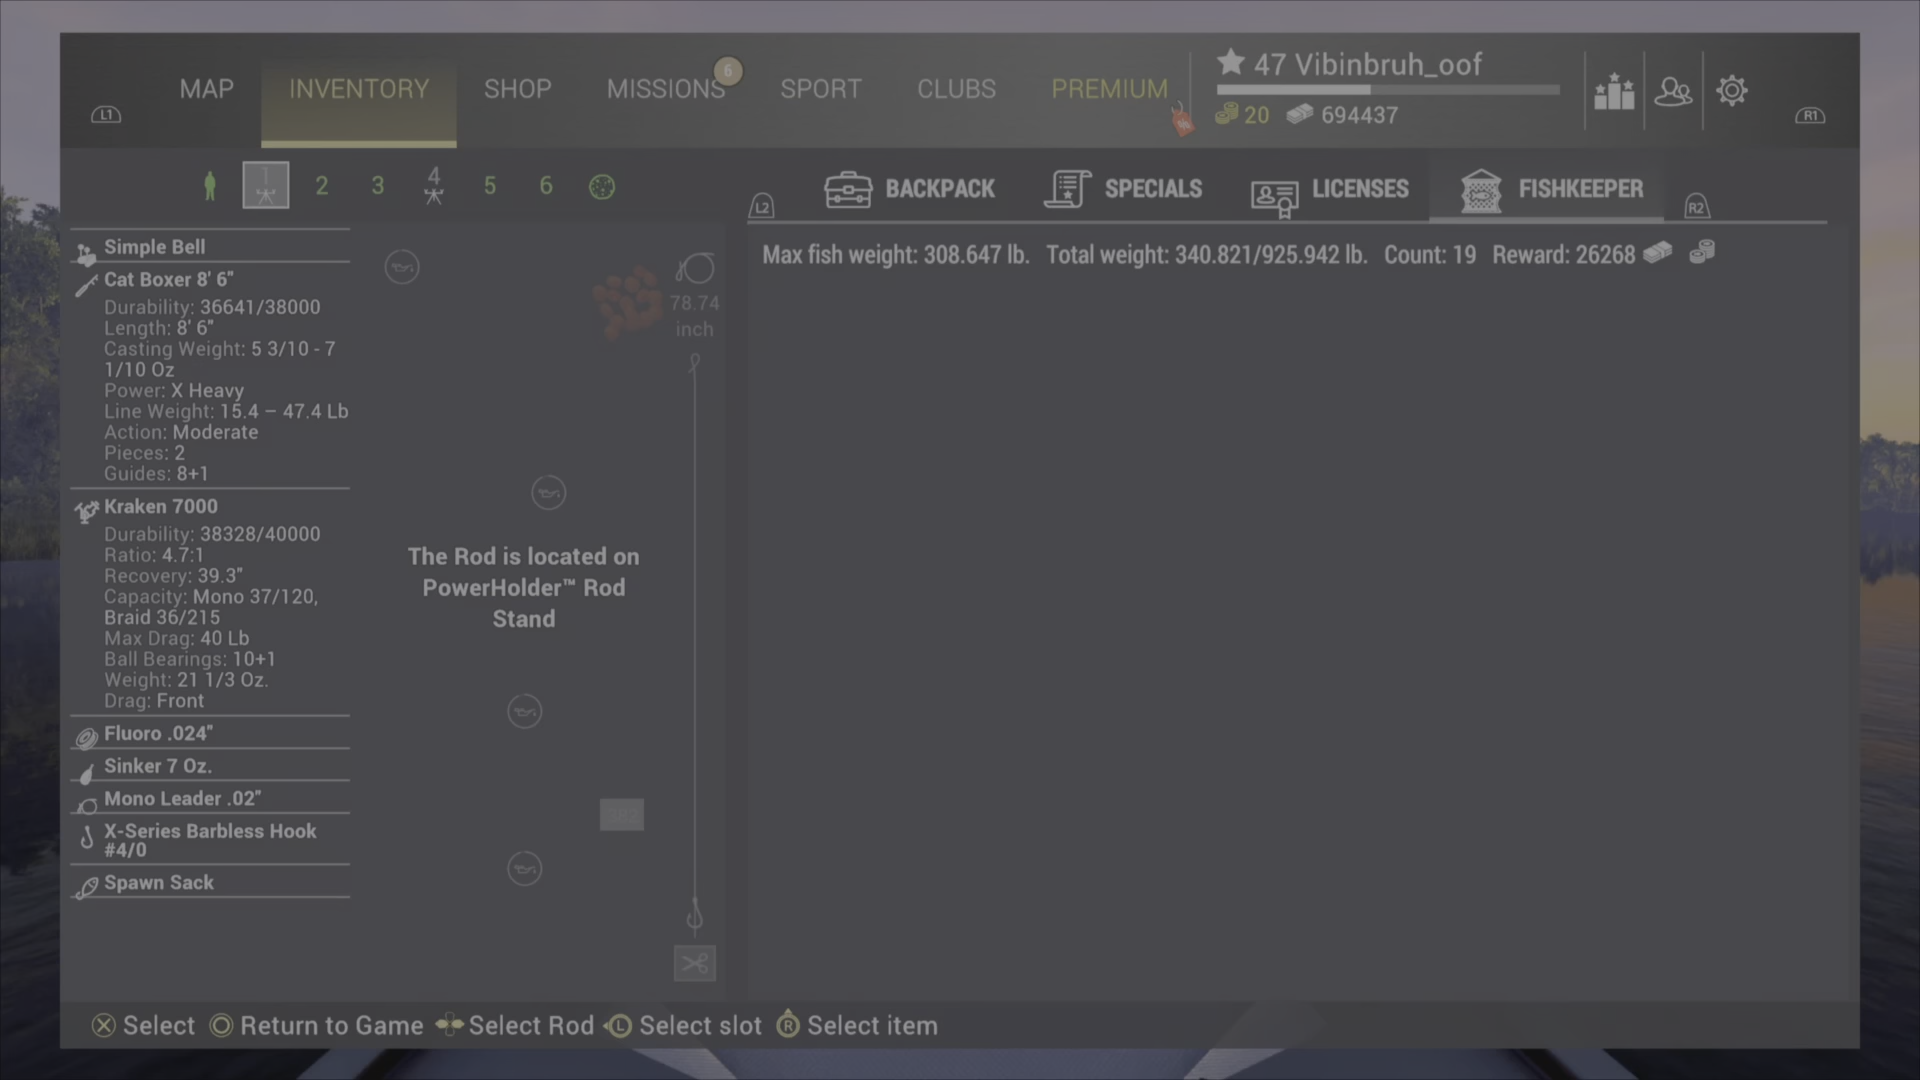 L1
MAP
INVENTORY
SHOP
MISSIONS
6
SPORT
CLUBS
PREMIUM
47 Vibinbruh_oof
20
694437
R1
1
2
3
4
5
6
L2
BACKPACK
SPECIALS
LICENSES
FISHKEEPER
R2
Max fish weight: 308.647 lb. Total weight: 340.821/925.942 lb. Count: 19 Reward: 26268
Simple Bell
Cat Boxer 8' 6"
Durability: 36641/38000
Length: 8' 6"
Casting Weight: 5 3/10 - 7
1/10 Oz
Power: X Heavy
Line Weight: 15.4 – 47.4 Lb
Action: Moderate
Pieces: 2
Guides: 8+1
Kraken 7000
Durability: 38328/40000
Ratio: 4.7:1
Recovery: 39.3"
Capacity: Mono 37/120,
Braid 36/215
Max Drag: 40 Lb
Ball Bearings: 10+1
Weight: 21 1/3 Oz.
Drag: Front
Fluoro .024"
Sinker 7 Oz.
Mono Leader .02"
X-Series Barbless Hook
#4/0
Spawn Sack
78.74
inch
The Rod is located on
PowerHolder™ Rod
Stand
Select
Return to Game
Select Rod
L Select slot
R Select item